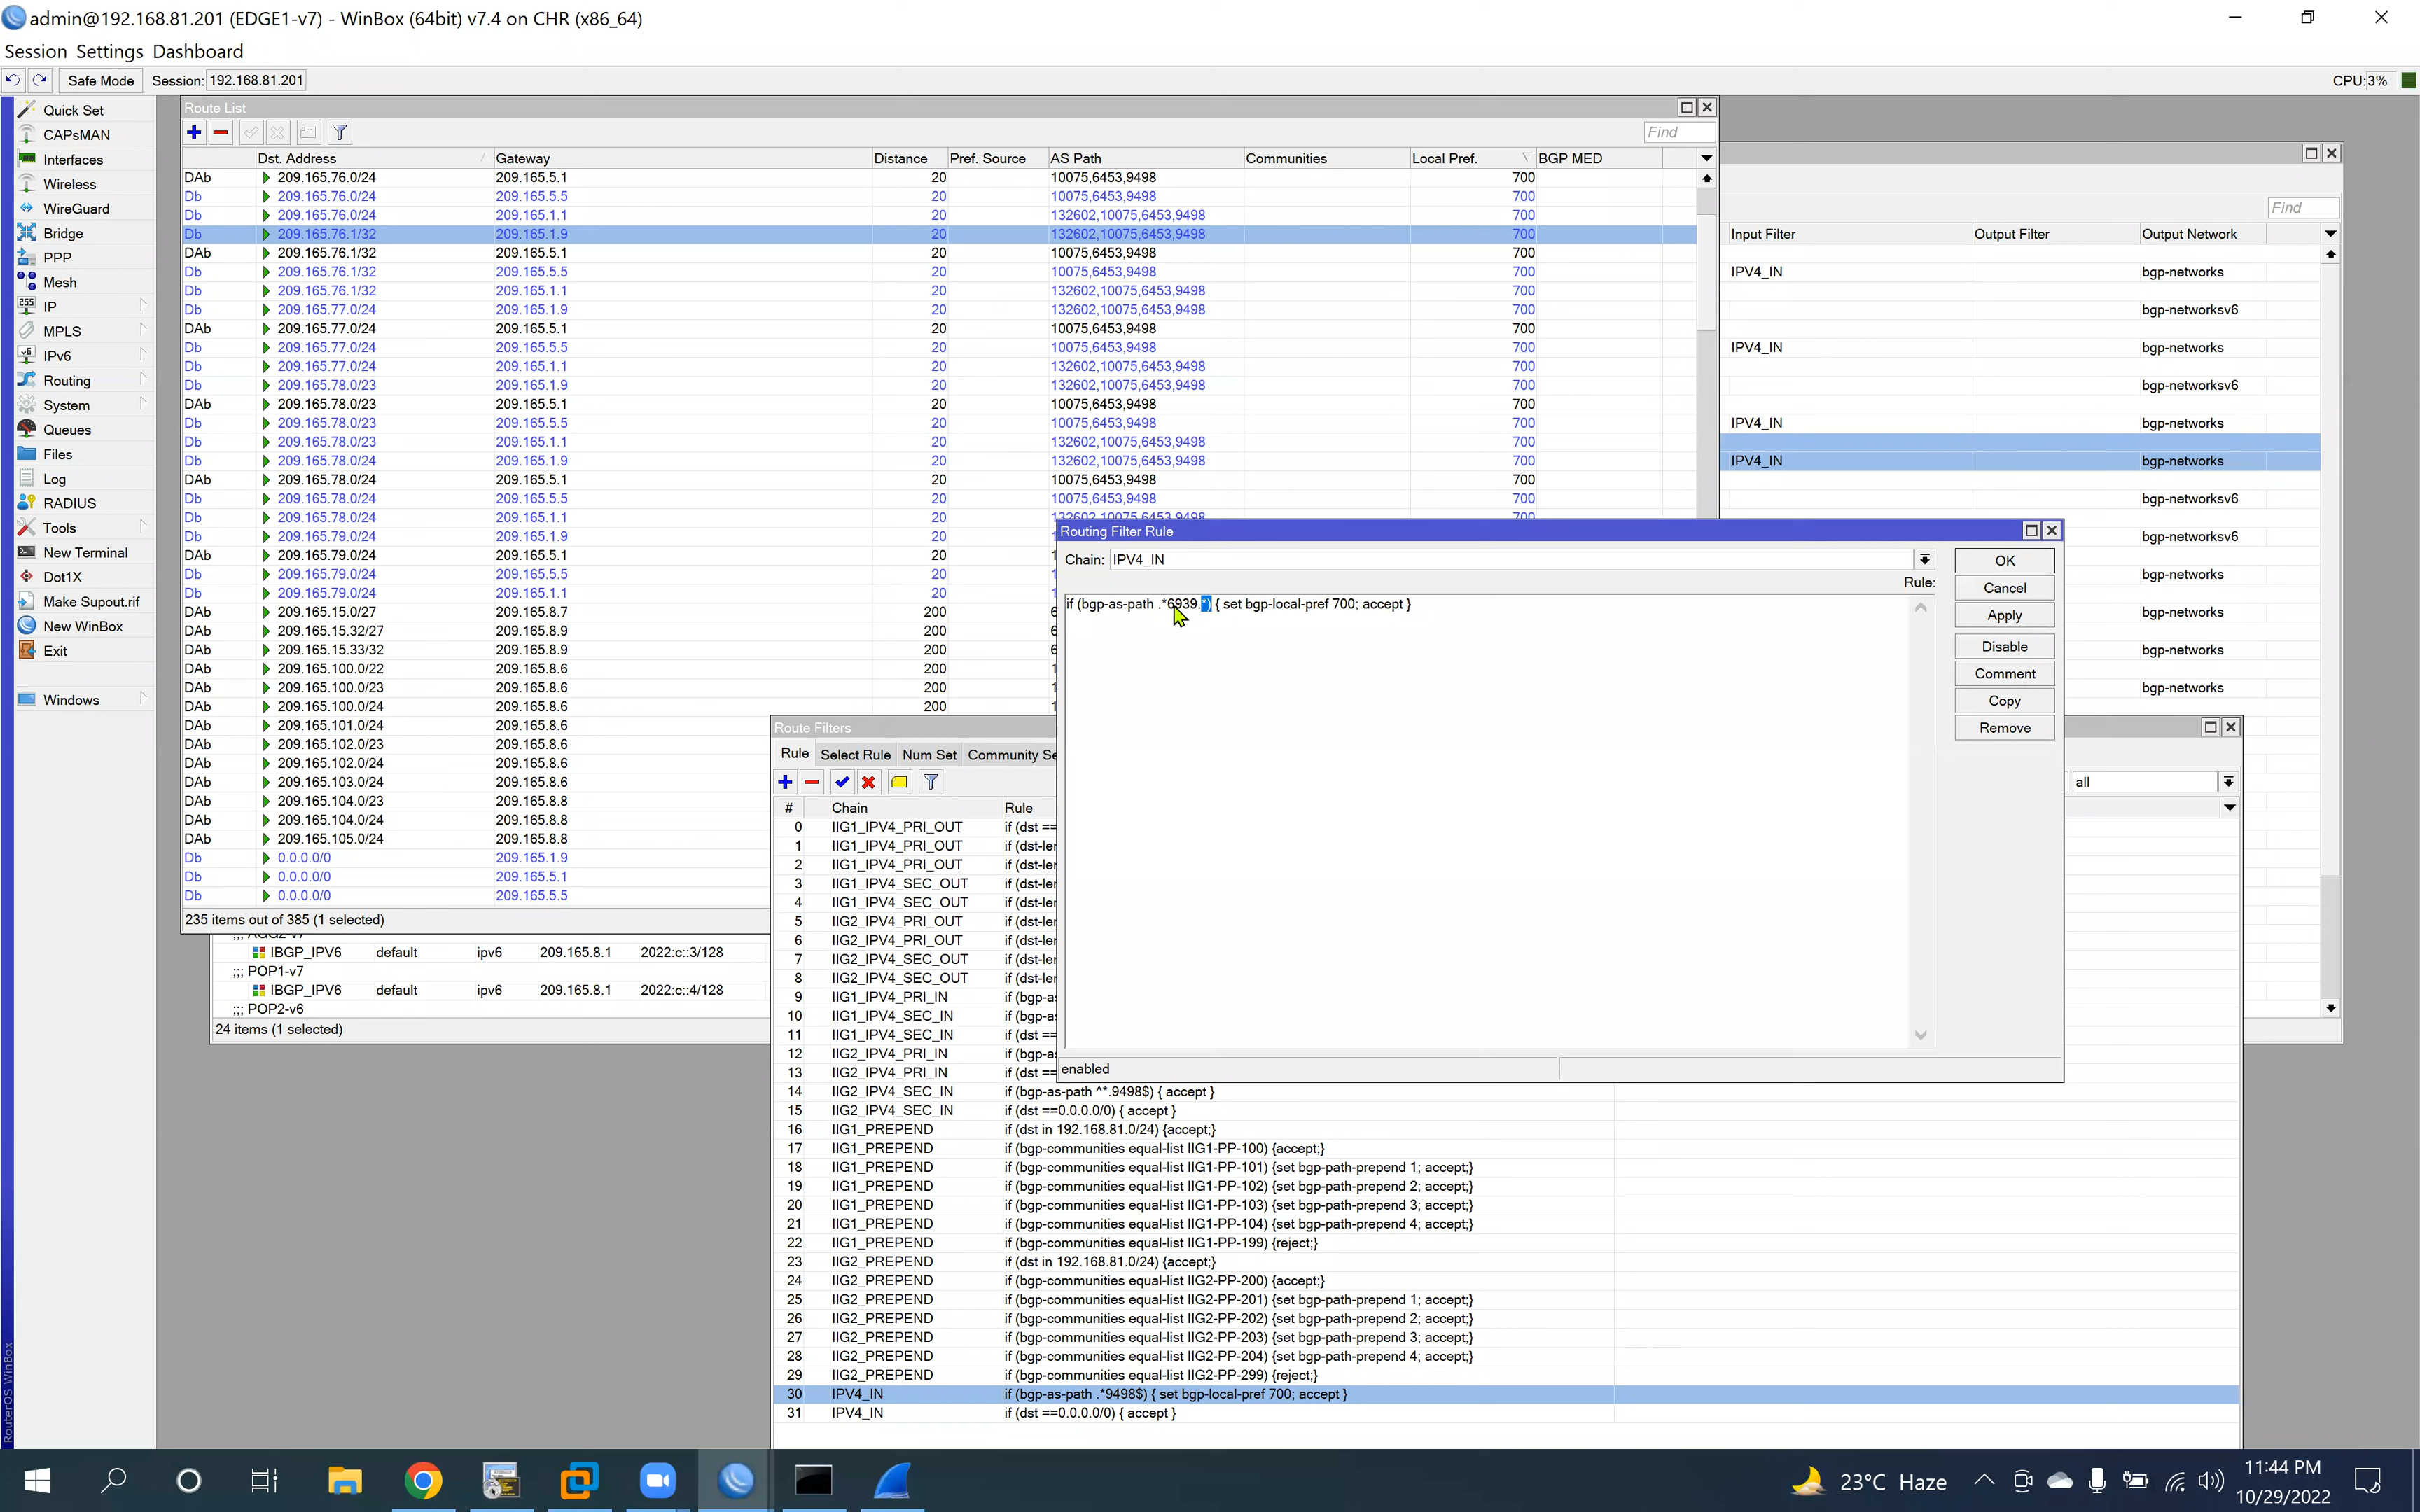 admin@192.168.81.201 (EDGE1-v7) - WinBox (64bit) v7.4 on CHR (x86_64)
Session Settings Dashboard
Safe Mode Session: 192.168.81.201 CPU:3%
Quick Set
CAPsMAN
Interfaces
Wireless
WireGuard
Bridge
PPP
Mesh
IP
MPLS
IPv6
Routing
System
Queues
Files
Log
RADIUS
Tools
New Terminal
Dot1X
Make Supout.rif
New WinBox
Exit
Windows
RouterOS WinBox
Route List
Find
Dst. Address Gateway Distance Pref. Source AS Path Communities Local Pref. BGP MED
DAb 209.165.76.0/24 209.165.5.1 20 10075,6453,9498 700
Db 209.165.76.0/24 209.165.5.5 20 10075,6453,9498 700
Db 209.165.76.0/24 209.165.1.1 20 132602,10075,6453,9498 700
Db 209.165.76.1/32 209.165.1.9 20 132602,10075,6453,9498 700
DAb 209.165.76.1/32 209.165.5.1 20 10075,6453,9498 700
Db 209.165.76.1/32 209.165.5.5 20 10075,6453,9498 700
Db 209.165.76.1/32 209.165.1.1 20 132602,10075,6453,9498 700
Db 209.165.77.0/24 209.165.1.9 20 132602,10075,6453,9498 700
DAb 209.165.77.0/24 209.165.5.1 20 10075,6453,9498 700
Db 209.165.77.0/24 209.165.5.5 20 10075,6453,9498 700
Db 209.165.77.0/24 209.165.1.1 20 132602,10075,6453,9498 700
Db 209.165.78.0/23 209.165.1.9 20 132602,10075,6453,9498 700
DAb 209.165.78.0/23 209.165.5.1 20 10075,6453,9498 700
Db 209.165.78.0/23 209.165.5.5 20 10075,6453,9498 700
Db 209.165.78.0/23 209.165.1.1 20 132602,10075,6453,9498 700
Db 209.165.78.0/24 209.165.1.9 20 132602,10075,6453,9498 700
DAb 209.165.78.0/24 209.165.5.1 20 10075,6453,9498 700
Db 209.165.78.0/24 209.165.5.5 20 10075,6453,9498 700
Db 209.165.78.0/24 209.165.1.1 20 132602,10075,6453,9498 700
Db 209.165.79.0/24 209.165.1.9 20 1
DAb 209.165.79.0/24 209.165.5.1 20 1
Db 209.165.79.0/24 209.165.5.5 20 1
Db 209.165.79.0/24 209.165.1.1 20 1
DAb 209.165.15.0/27 209.165.8.7 200 6
DAb 209.165.15.32/27 209.165.8.9 200 6
DAb 209.165.15.33/32 209.165.8.9 200 6
DAb 209.165.100.0/22 209.165.8.6 200 1
DAb 209.165.100.0/23 209.165.8.6 200 1
DAb 209.165.100.0/24 209.165.8.6 200 1
DAb 209.165.101.0/24 209.165.8.6
DAb 209.165.102.0/23 209.165.8.6
DAb 209.165.102.0/24 209.165.8.6
DAb 209.165.103.0/24 209.165.8.6
DAb 209.165.104.0/23 209.165.8.8
DAb 209.165.104.0/24 209.165.8.8
DAb 209.165.105.0/24 209.165.8.8
Db 0.0.0.0/0 209.165.1.9
Db 0.0.0.0/0 209.165.5.1
Db 0.0.0.0/0 209.165.5.5
235 items out of 385 (1 selected)
;;; AGG2-v7
IBGP_IPV6 default ipv6 209.165.8.1 2022:c::3/128
;;; POP1-v7
IBGP_IPV6 default ipv6 209.165.8.1 2022:c::4/128
;;; POP2-v6
24 items (1 selected)
Find
Input Filter Output Filter Output Network
IPV4_IN bgp-networks
bgp-networksv6
IPV4_IN bgp-networks
bgp-networksv6
IPV4_IN bgp-networks
IPV4_IN bgp-networks
bgp-networksv6
bgp-networksv6
bgp-networks
bgp-networks
bgp-networks
bgp-networks
Routing Filter Rule
Chain: IPV4_IN
Rule:
if (bgp-as-path .*6939.*) { set bgp-local-pref 700; accept }
OK
Cancel
Apply
Disable
Comment
Copy
Remove
enabled
Route Filters
Rule Select Rule Num Set Community Se
all
# Chain Rule
0 IIG1_IPV4_PRI_OUT if (dst ==
1 IIG1_IPV4_PRI_OUT if (dst-ler
2 IIG1_IPV4_PRI_OUT if (dst-ler
3 IIG1_IPV4_SEC_OUT if (dst-ler
4 IIG1_IPV4_SEC_OUT if (dst-ler
5 IIG2_IPV4_PRI_OUT if (dst-ler
6 IIG2_IPV4_PRI_OUT if (dst-ler
7 IIG2_IPV4_SEC_OUT if (dst-ler
8 IIG2_IPV4_SEC_OUT if (dst-ler
9 IIG1_IPV4_PRI_IN if (bgp-a
10 IIG1_IPV4_SEC_IN if (bgp-a
11 IIG1_IPV4_SEC_IN if (dst ==
12 IIG2_IPV4_PRI_IN if (bgp-a
13 IIG2_IPV4_PRI_IN if (dst ==
14 IIG2_IPV4_SEC_IN if (bgp-as-path ^*.9498$) { accept }
15 IIG2_IPV4_SEC_IN if (dst ==0.0.0.0/0) { accept }
16 IIG1_PREPEND if (dst in 192.168.81.0/24) {accept;}
17 IIG1_PREPEND if (bgp-communities equal-list IIG1-PP-100) {accept;}
18 IIG1_PREPEND if (bgp-communities equal-list IIG1-PP-101) {set bgp-path-prepend 1; accept;}
19 IIG1_PREPEND if (bgp-communities equal-list IIG1-PP-102) {set bgp-path-prepend 2; accept;}
20 IIG1_PREPEND if (bgp-communities equal-list IIG1-PP-103) {set bgp-path-prepend 3; accept;}
21 IIG1_PREPEND if (bgp-communities equal-list IIG1-PP-104) {set bgp-path-prepend 4; accept;}
22 IIG1_PREPEND if (bgp-communities equal-list IIG1-PP-199) {reject;}
23 IIG2_PREPEND if (dst in 192.168.81.0/24) {accept;}
24 IIG2_PREPEND if (bgp-communities equal-list IIG2-PP-200) {accept;}
25 IIG2_PREPEND if (bgp-communities equal-list IIG2-PP-201) {set bgp-path-prepend 1; accept;}
26 IIG2_PREPEND if (bgp-communities equal-list IIG2-PP-202) {set bgp-path-prepend 2; accept;}
27 IIG2_PREPEND if (bgp-communities equal-list IIG2-PP-203) {set bgp-path-prepend 3; accept;}
28 IIG2_PREPEND if (bgp-communities equal-list IIG2-PP-204) {set bgp-path-prepend 4; accept;}
29 IIG2_PREPEND if (bgp-communities equal-list IIG2-PP-299) {reject;}
30 IPV4_IN if (bgp-as-path .*9498$) { set bgp-local-pref 700; accept }
31 IPV4_IN if (dst ==0.0.0.0/0) { accept }
23°C Haze
11:44 PM
10/29/2022